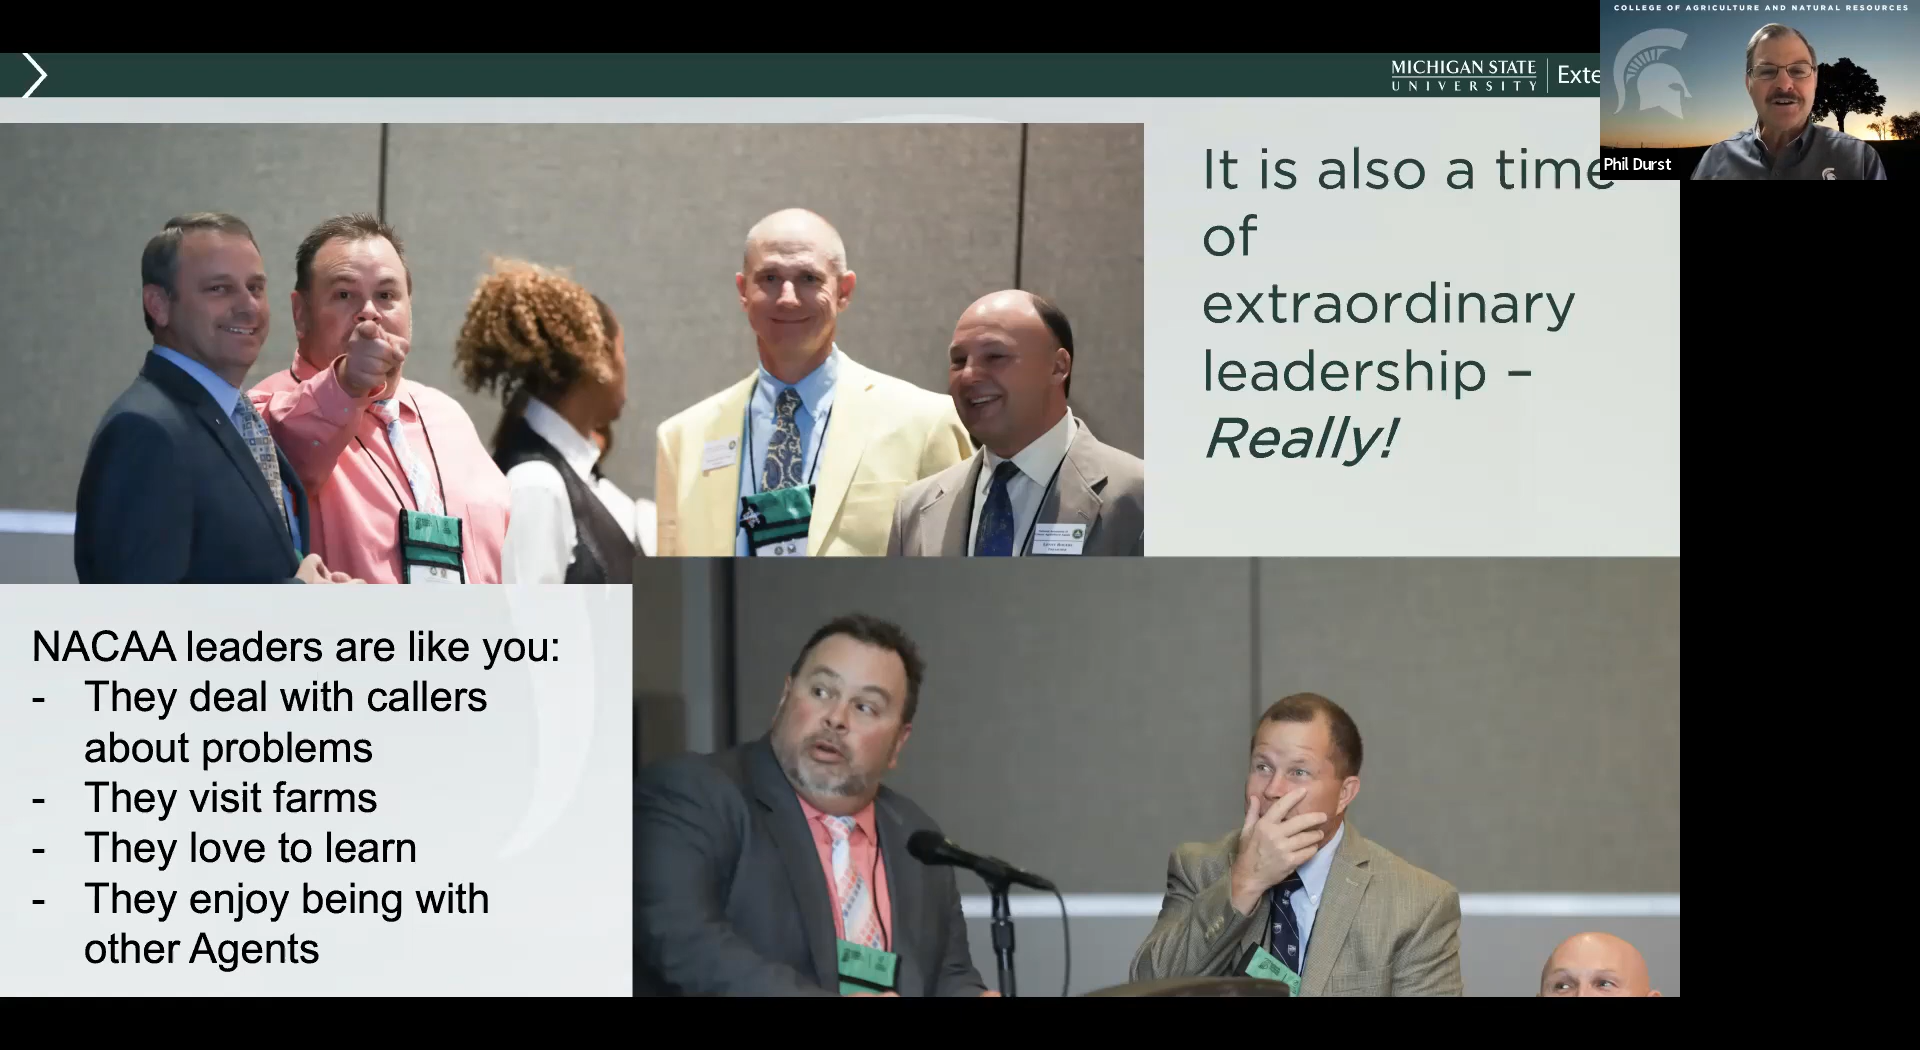 COLLEGE OF AGRICULTURE AND NATURAL RESOURCES
MICHIGAN STATE
UNIVERSITY
Exte
Phil Durst
It is also a time
of
extraordinary
leadership –
Really!
NACAA leaders are like you:
- They deal with callers
about problems
- They visit farms
- They love to learn
- They enjoy being with
other Agents